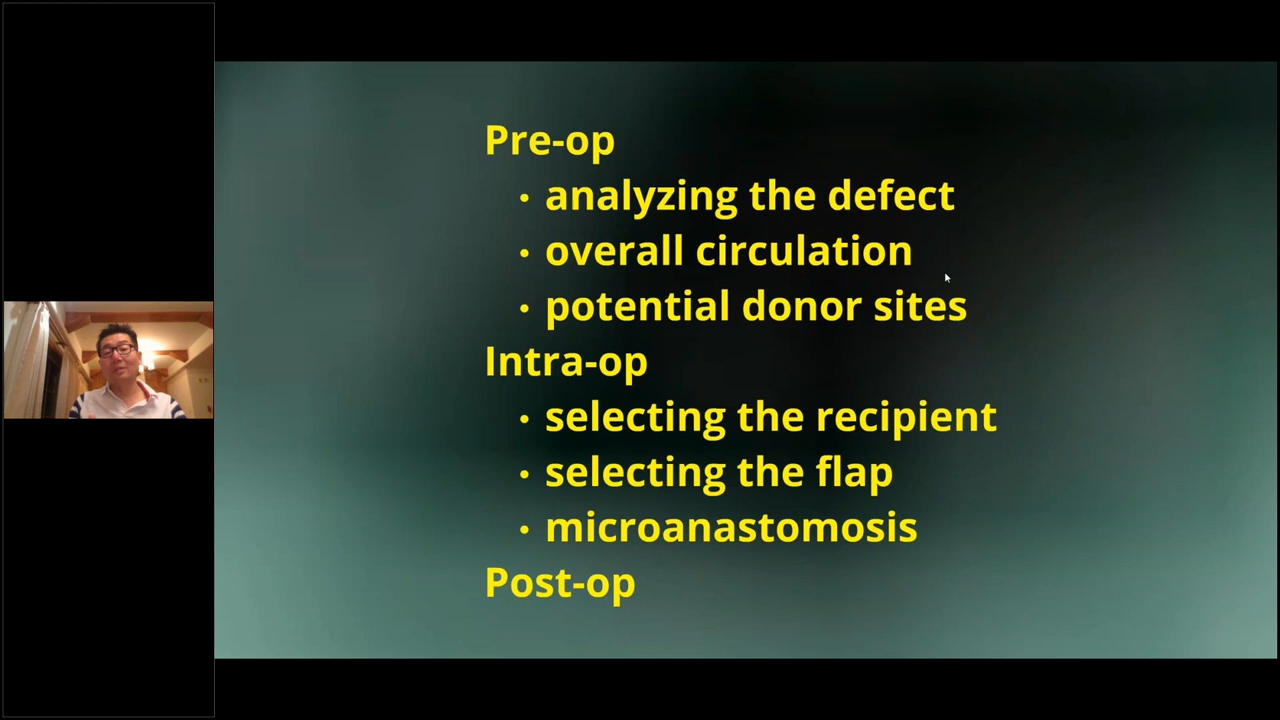 Pre-op
• analyzing the defect
• overall circulation
• potential donor sites
Intra-op
• selecting the recipient
• selecting the flap
• microanastomosis
Post-op